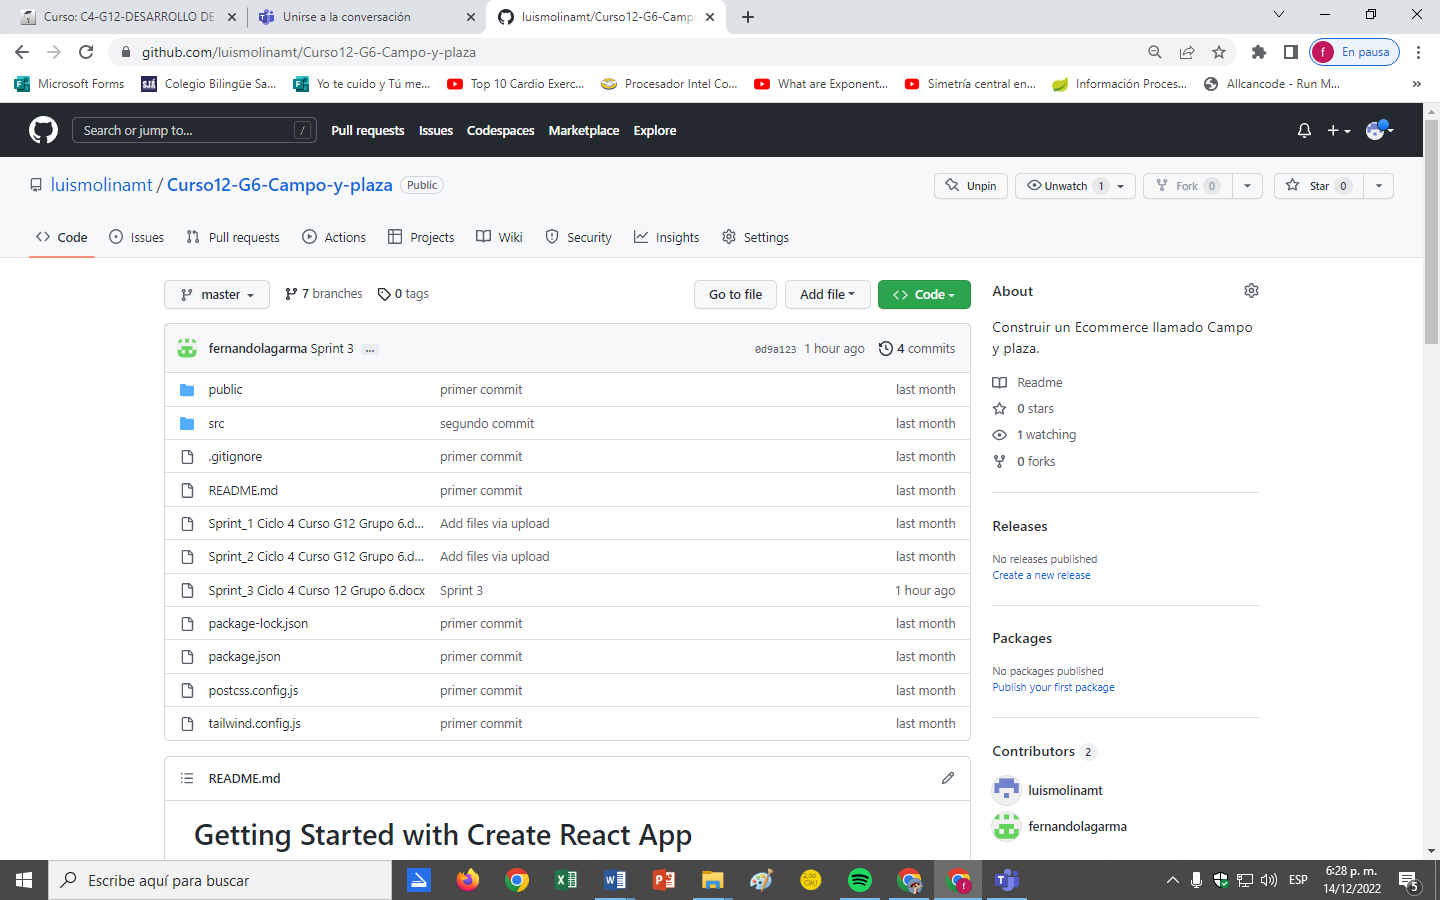 Curso: C4-G12-DESARROLLO DE
Unirse a la conversación
luismolinamt/Curso12-G6-Camp
github.com/luismolinamt/Curso12-G6-Campo-y-plaza
f En pausa
Microsoft Forms
Colegio Bilingüe Sa...
Yo te cuido y Tú me...
Top 10 Cardio Exerc...
Procesador Intel Co...
What are Exponent...
Simetría central en...
Información Proces...
Allcancode - Run M...
»
Search or jump to... /
Pull requests
Issues
Codespaces
Marketplace
Explore
luismolinamt / Curso12-G6-Campo-y-plaza Public
Unpin
Unwatch 1
Fork 0
Star 0
Code
Issues
Pull requests
Actions
Projects
Wiki
Security
Insights
Settings
master
7 branches
0 tags
Go to file
Add file
Code
fernandolagarma Sprint 3 ...
0d9a123 1 hour ago 4 commits
public primer commit last month
src segundo commit last month
.gitignore primer commit last month
README.md primer commit last month
Sprint_1 Ciclo 4 Curso G12 Grupo 6.d... Add files via upload last month
Sprint_2 Ciclo 4 Curso G12 Grupo 6.d... Add files via upload last month
Sprint_3 Ciclo 4 Curso 12 Grupo 6.docx Sprint 3 1 hour ago
package-lock.json primer commit last month
package.json primer commit last month
postcss.config.js primer commit last month
tailwind.config.js primer commit last month
README.md
Getting Started with Create React App
About
Construir un Ecommerce llamado Campo
y plaza.
Readme
0 stars
1 watching
0 forks
Releases
No releases published
Create a new release
Packages
No packages published
Publish your first package
Contributors 2
luismolinamt
fernandolagarma
Escribe aquí para buscar
ESP
6:28 p. m.
14/12/2022
5